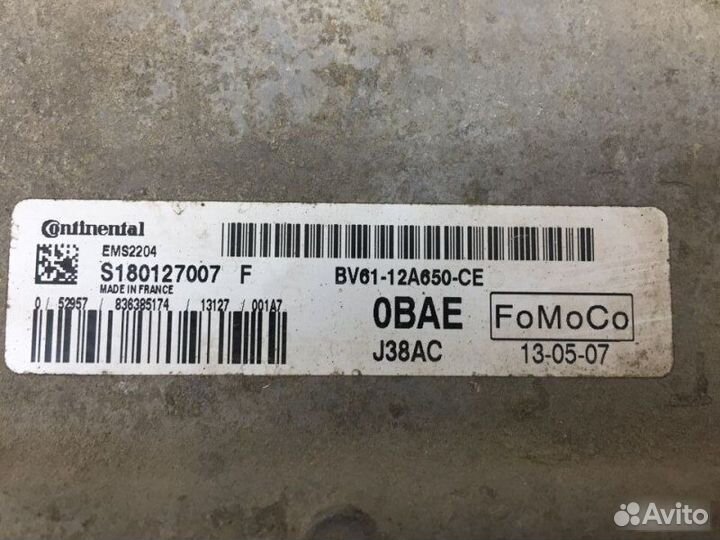 Continental
EMS2204
S180127007 F
MADE IN FRANCE
0 / 52957 / 836385174 / 13127 / 001A7
BV61-12A650-CE
0BAE
FoMoCo
J38AC
13-05-07
Avito